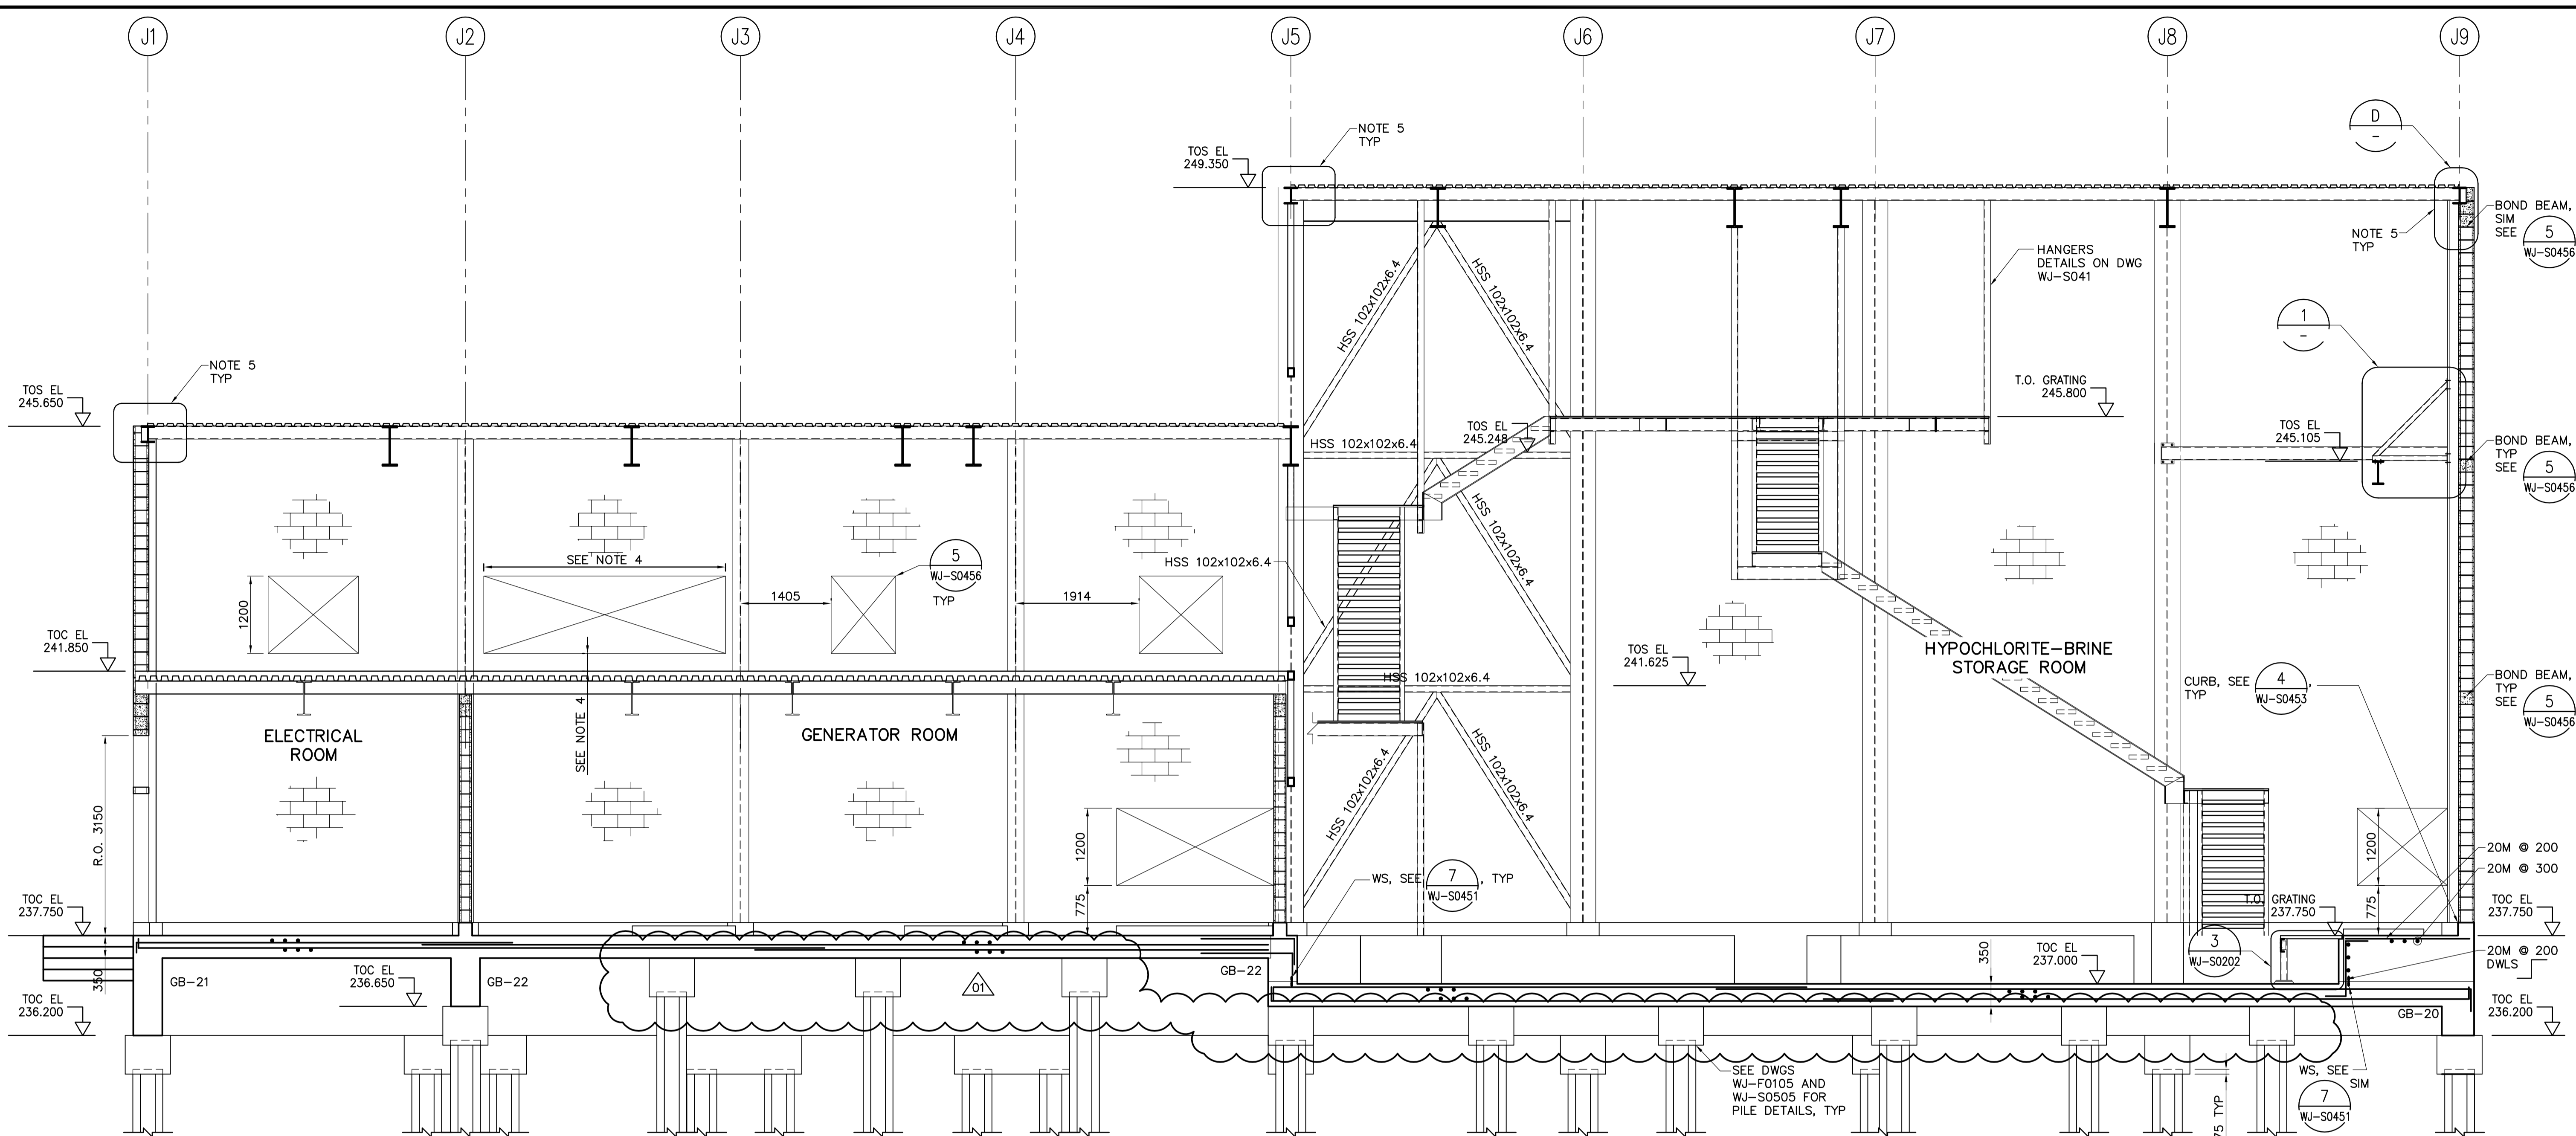 J1
J2
J3
J4
J5
J6
J7
J8
J9
D
-
NOTE 5
TYP
TOS EL
249.350
BOND BEAM,
SIM
SEE
5
WJ-S0456
NOTE 5
TYP
HANGERS
DETAILS ON DWG
WJ-S041
HSS 102x102x6.4
HSS 102x102x6.4
1
-
NOTE 5
TYP
TOS EL
245.650
T.O. GRATING
245.800
TOS EL
245.248
HSS 102x102x6.4
TOS EL
245.105
BOND BEAM,
TYP
SEE
5
WJ-S0456
SEE NOTE 4
5
WJ-S0456
TYP
HSS 102x102x6.4
HSS 102x102x6.4
1200
1405
1914
TOC EL
241.850
TOS EL
241.625
HYPOCHLORITE-BRINE
STORAGE ROOM
HSS 102x102x6.4
CURB, SEE
4
WJ-S0453
,
TYP
BOND BEAM,
TYP
SEE
5
WJ-S0456
ELECTRICAL
ROOM
SEE NOTE 4
GENERATOR ROOM
HSS 102x102x6.4
HSS 102x102x6.4
R.O. 3150
1200
775
WS, SEE
7
WJ-S0451
, TYP
1200
775
20M @ 200
20M @ 300
TOC EL
237.750
T.O. GRATING
237.750
TOC EL
237.750
3
WJ-S0202
20M @ 200
DWLS
350
GB-21
TOC EL
236.650
GB-22
01
GB-22
350
TOC EL
237.000
TOC EL
236.200
GB-20
TOC EL
236.200
SEE DWGS
WJ-F0105 AND
WJ-S0505 FOR
PILE DETAILS, TYP
75 TYP
WS, SEE
SIM
7
WJ-S0451